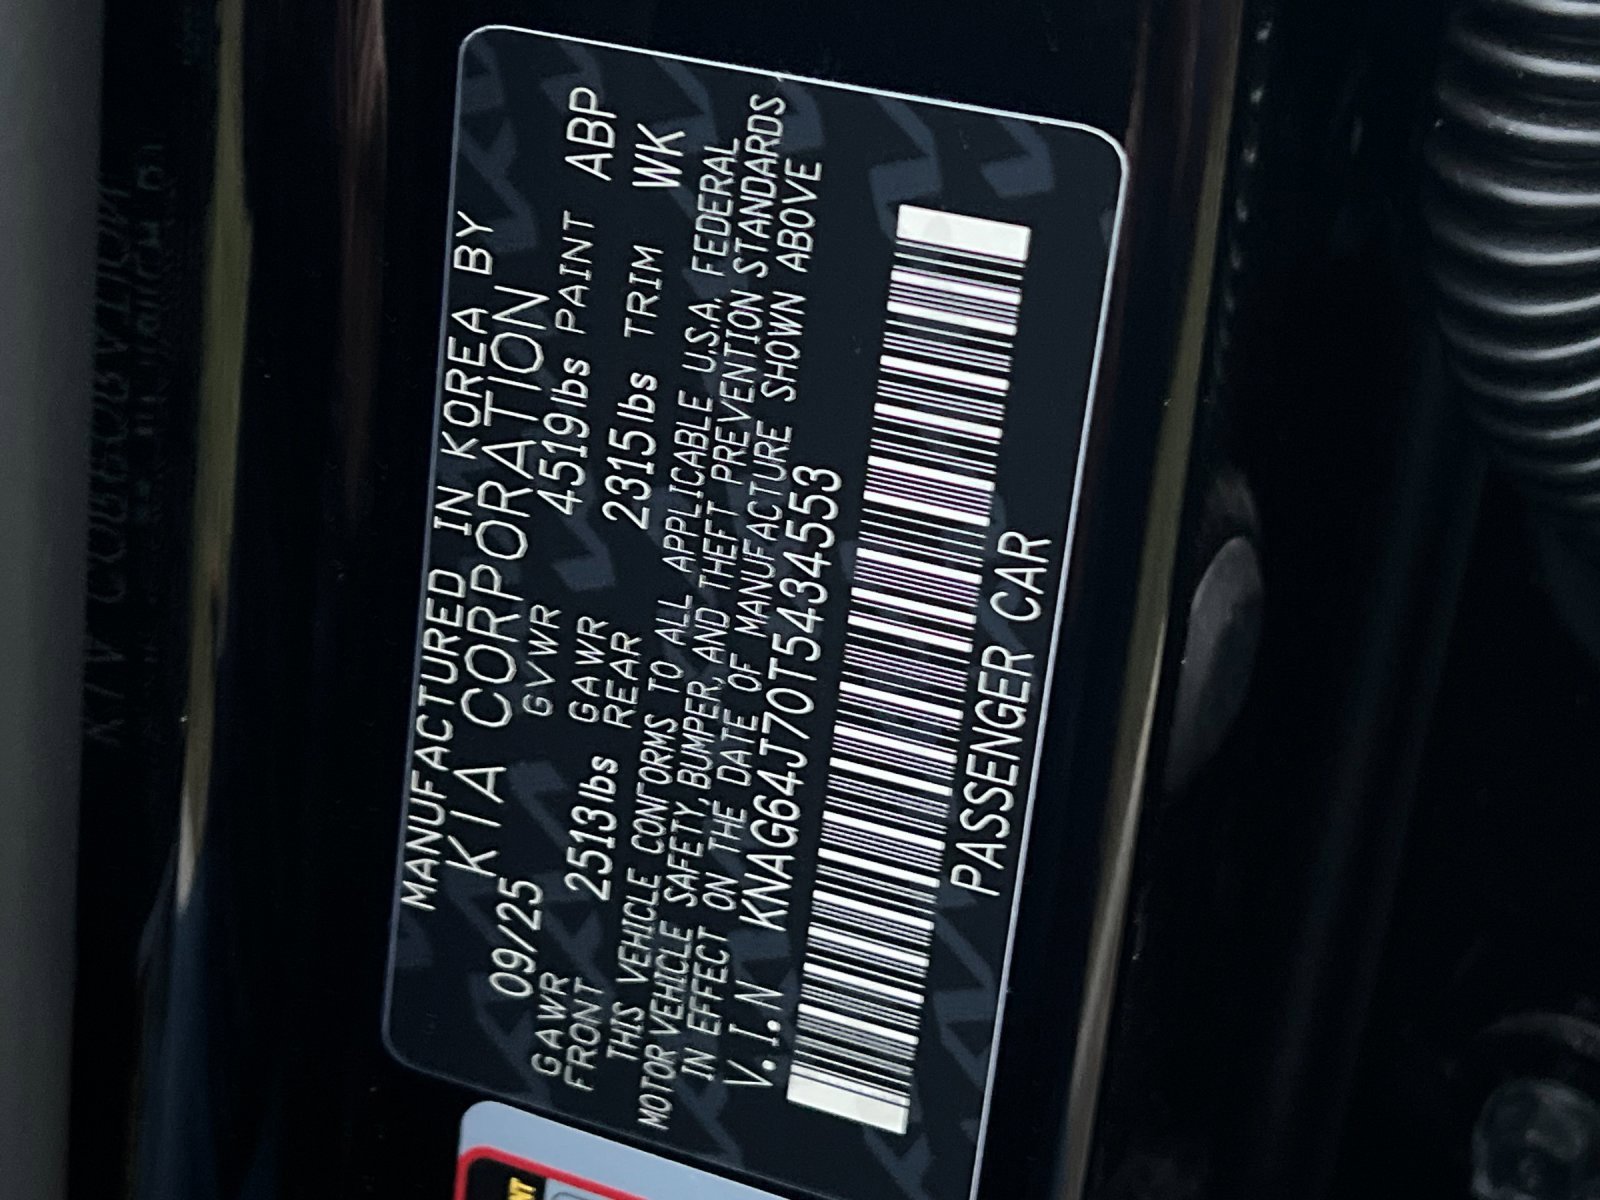 MANUFACTURED IN KOREA BY
KIA CORPORATION
09/25 GVWR 4519lbs PAINT ABP
GAWR FRONT 2513lbs GAWR REAR 2315lbs TRIM WK
THIS VEHICLE CONFORMS TO ALL APPLICABLE U.S.A. FEDERAL
MOTOR VEHICLE SAFETY, BUMPER, AND THEFT PREVENTION STANDARDS
IN EFFECT ON THE DATE OF MANUFACTURE SHOWN ABOVE
V.I.N KNAG64J70T5434553
PASSENGER CAR